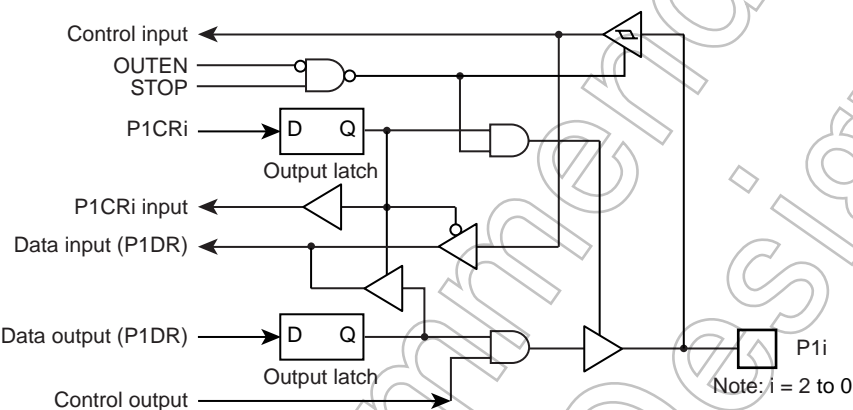 Control input
OUTEN
STOP
P1CRi
D Q
Output latch
P1CRi input
Data input (P1DR)
Data output (P1DR)
D Q
Output latch
P1i
Note: i = 2 to 0
Control output